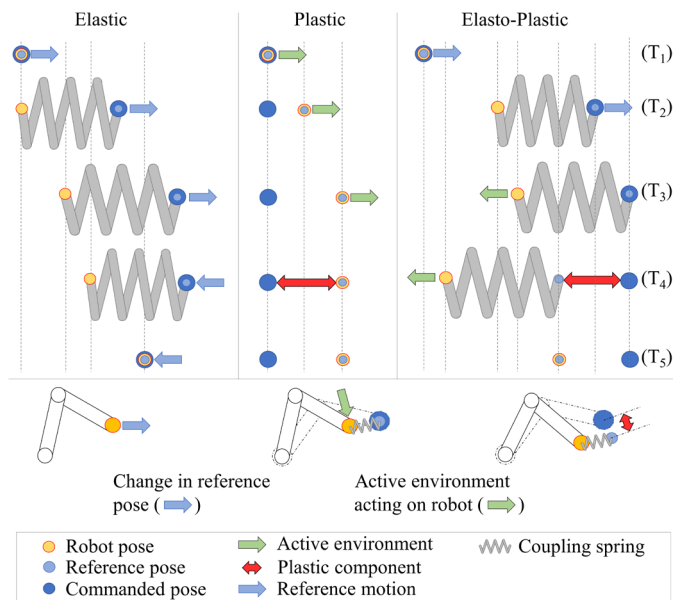 Elastic Plastic Elasto-Plastic
(T1)
(T2)
(T3)
(T4)
(T5)
Change in reference
pose ( )
Active environment
acting on robot ( )
Robot pose
Reference pose
Commanded pose
Active environment
Plastic component
Reference motion
Coupling spring